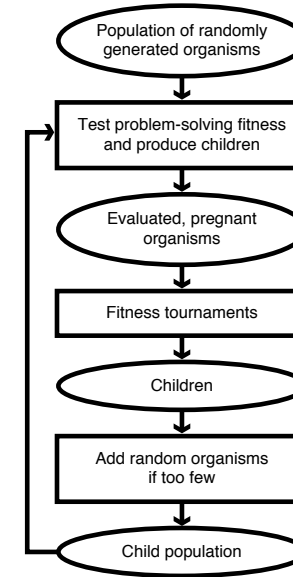 Population of randomly
generated organisms
Test problem-solving fitness
and produce children
Evaluated, pregnant
organisms
Fitness tournaments
Children
Add random organisms
if too few
Child population